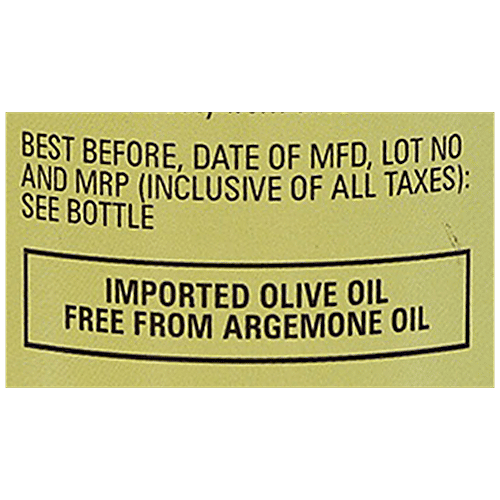 BEST BEFORE, DATE OF MFD, LOT NO
AND MRP (INCLUSIVE OF ALL TAXES):
SEE BOTTLE
IMPORTED OLIVE OIL
FREE FROM ARGEMONE OIL